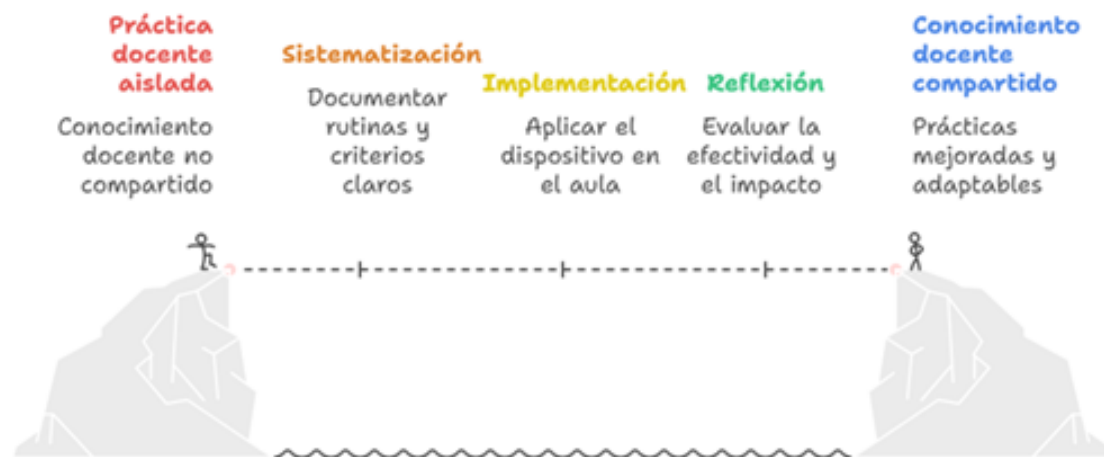 Práctica
docente
aislada
Conocimiento
docente no
compartido
Sistematización
Documentar
rutinas y
criterios
claros
Implementación
Aplicar el
dispositivo en
el aula
Reflexión
Evaluar la
efectividad y
el impacto
Conocimiento
docente
compartido
Prácticas
mejoradas y
adaptables